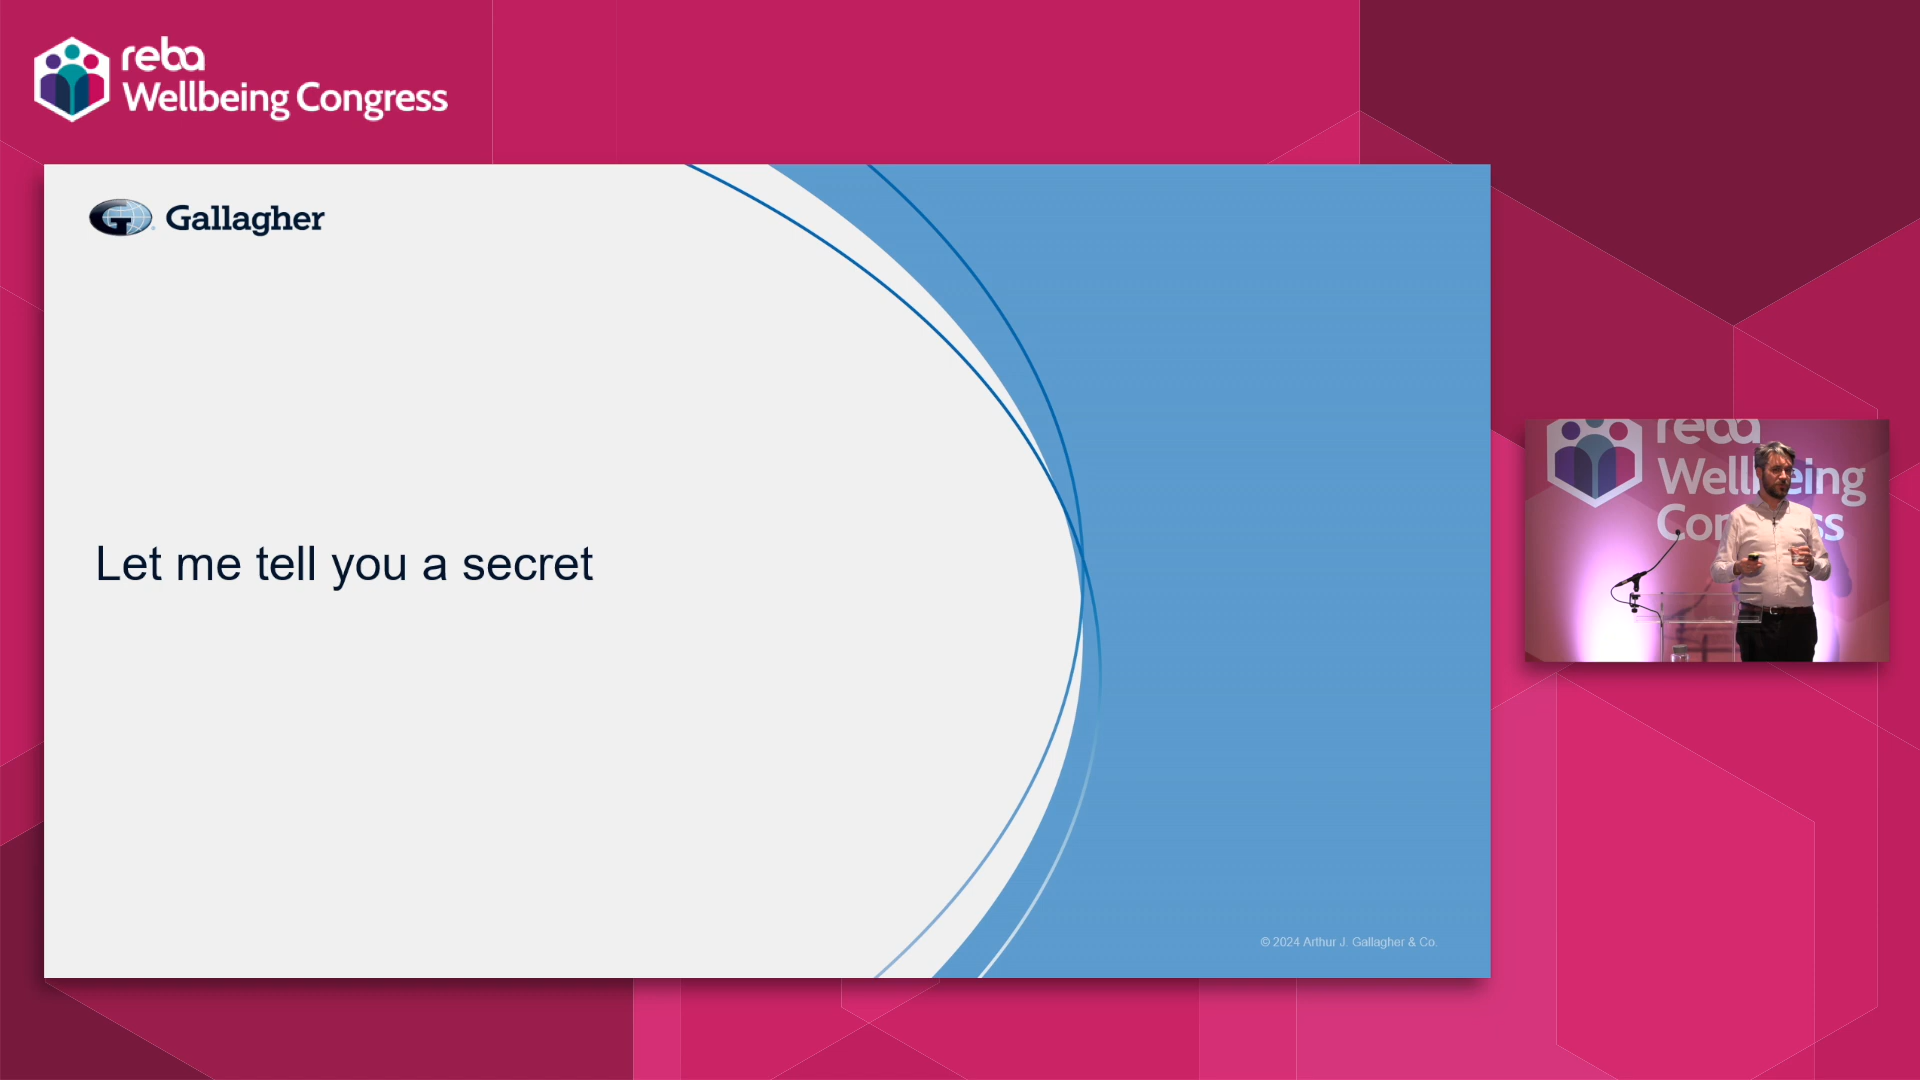 reba
Wellbeing Congress
Gallagher
Let me tell you a secret
© 2024 Arthur J. Gallagher & Co.
reba
Wellbeing
Congress